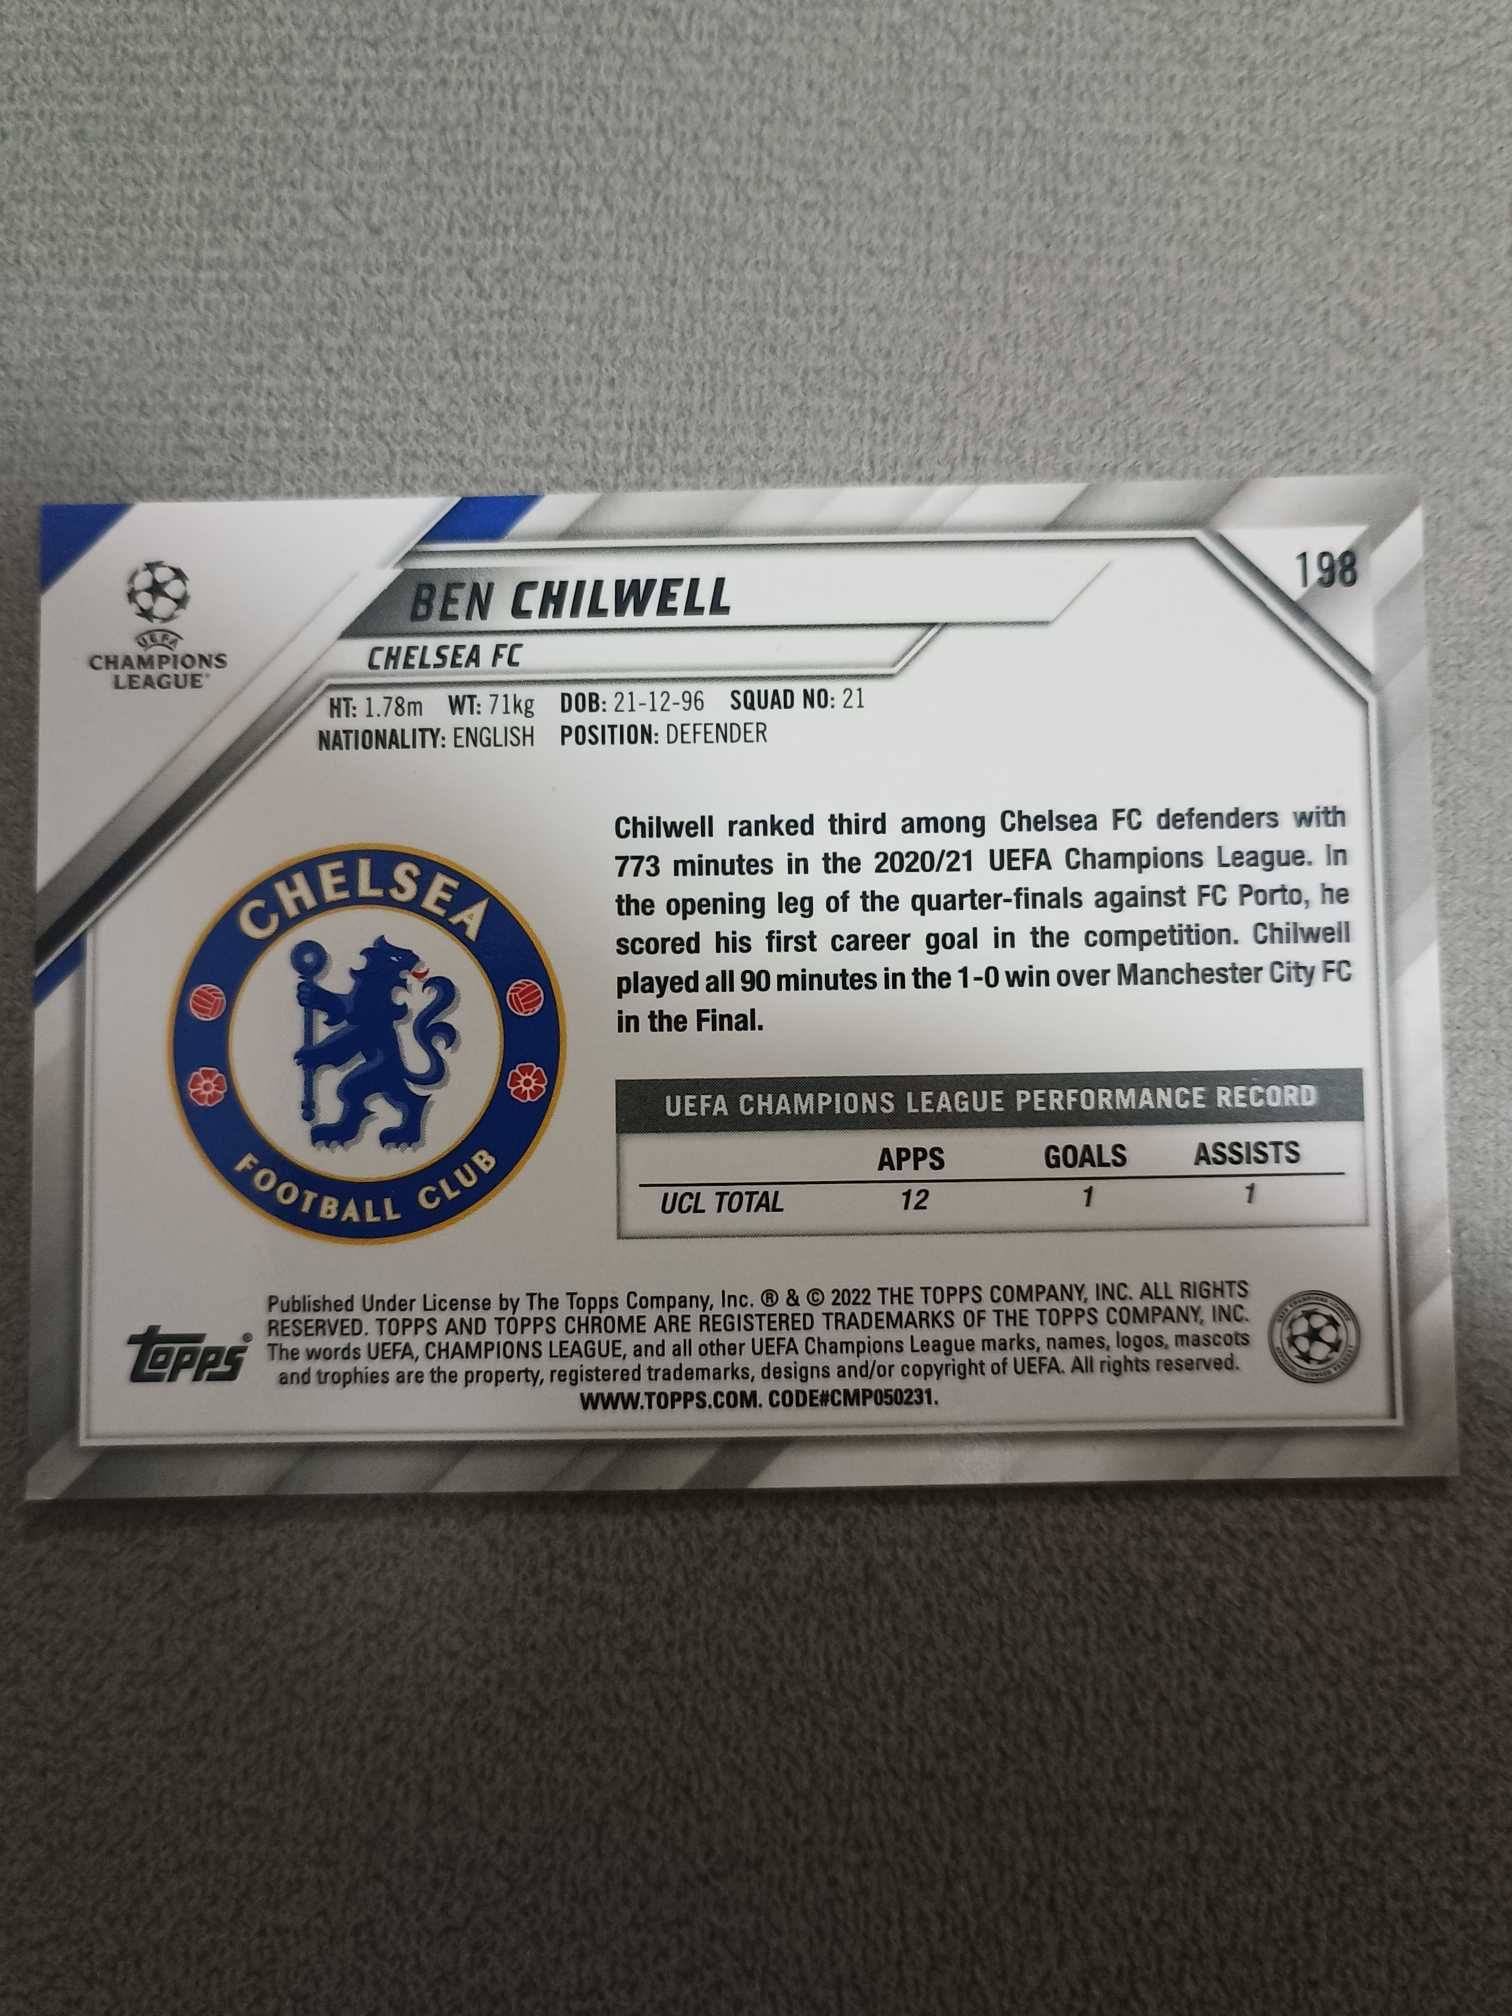 198
UEFA
CHAMPIONS
LEAGUE
BEN CHILWELL
CHELSEA FC
HT: 1.78m WT: 71kg DOB: 21-12-96 SQUAD NO: 21
NATIONALITY: ENGLISH POSITION: DEFENDER
Chilwell ranked third among Chelsea FC defenders with
773 minutes in the 2020/21 UEFA Champions League. In
the opening leg of the quarter-finals against FC Porto, he
scored his first career goal in the competition. Chilwell
played all 90 minutes in the 1-0 win over Manchester City FC
in the Final.
CHELSEA
FOOTBALL CLUB
UEFA CHAMPIONS LEAGUE PERFORMANCE RECORD
APPS GOALS ASSISTS
UCL TOTAL 12 1 1
Published Under License by The Topps Company, Inc. ® & © 2022 THE TOPPS COMPANY, INC. ALL RIGHTS
RESERVED. TOPPS AND TOPPS CHROME ARE REGISTERED TRADEMARKS OF THE TOPPS COMPANY, INC.
The words UEFA, CHAMPIONS LEAGUE, and all other UEFA Champions League marks, names, logos, mascots
and trophies are the property, registered trademarks, designs and/or copyright of UEFA. All rights reserved.
WWW.TOPPS.COM. CODE#CMP050231.
Topps®